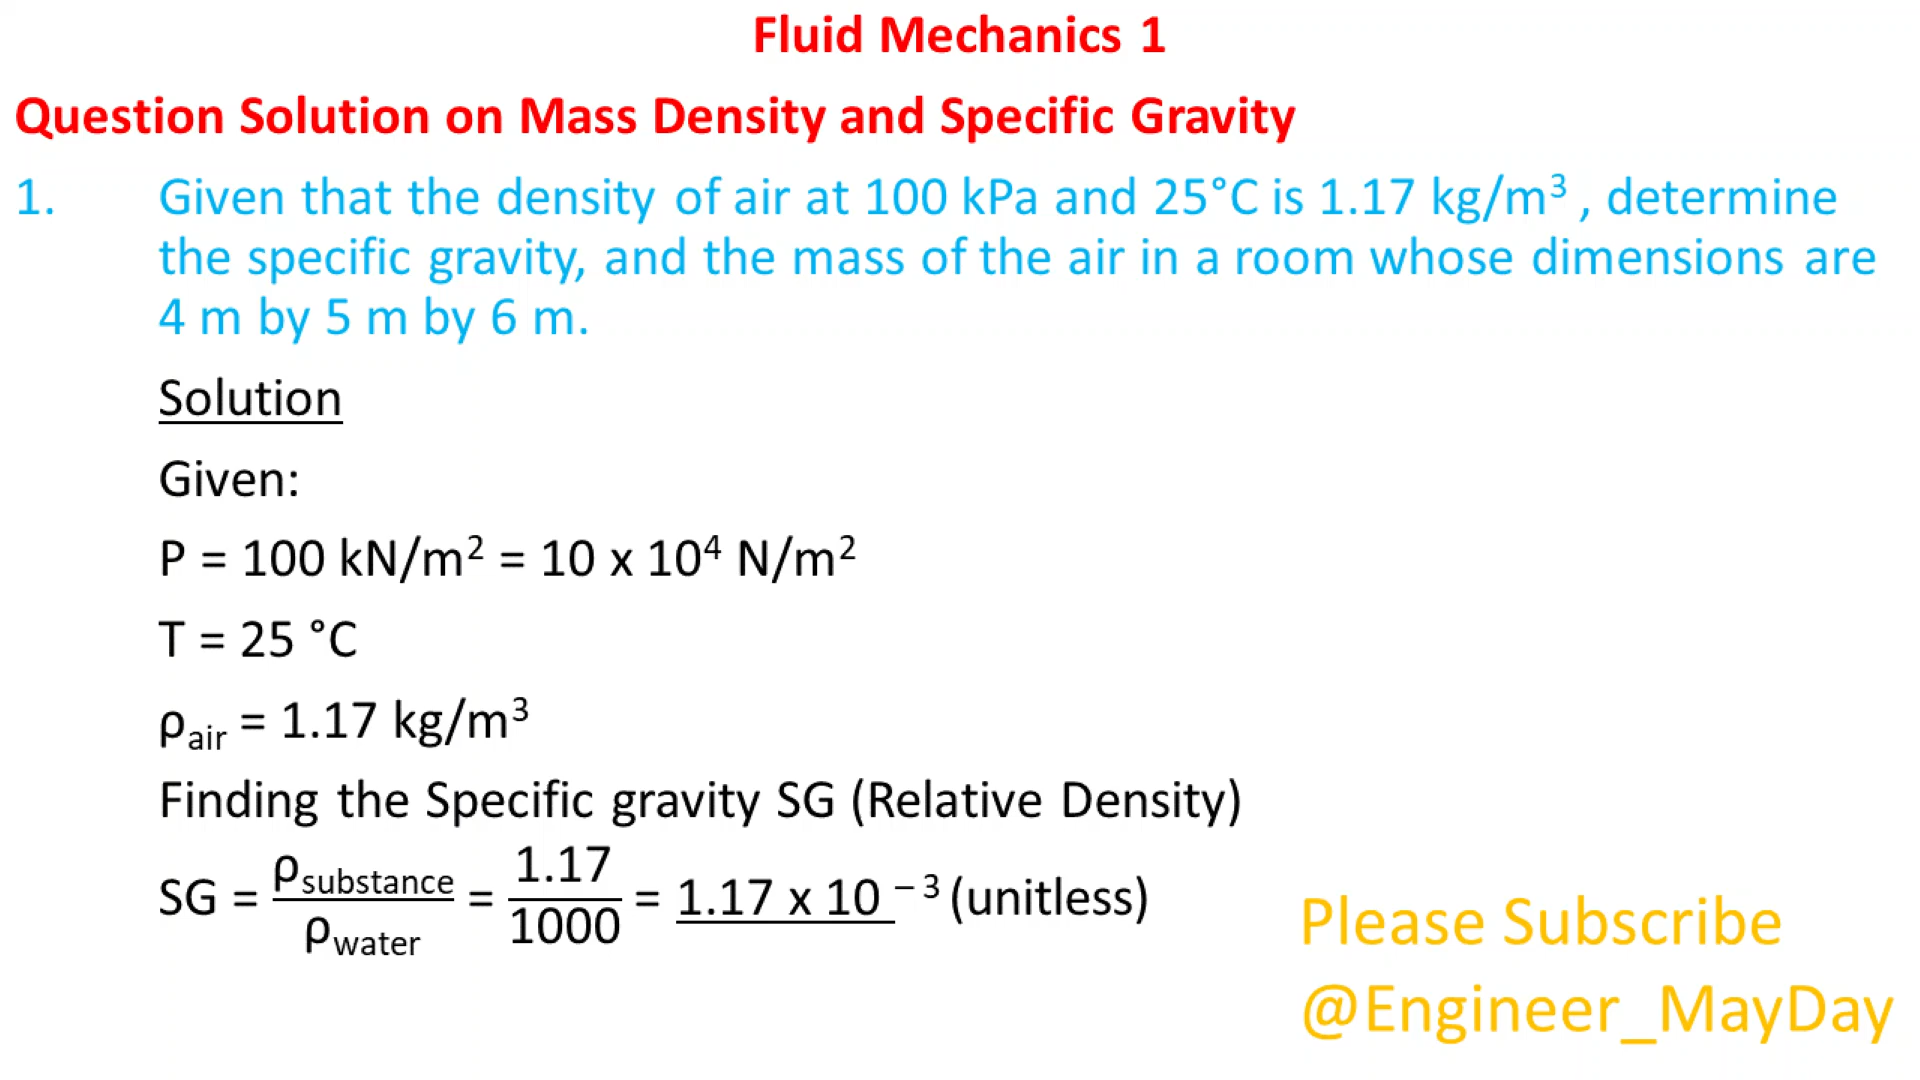 Fluid Mechanics 1
Question Solution on Mass Density and Specific Gravity
1. Given that the density of air at 100 kPa and 25°C is 1.17 kg/m³ , determine
the specific gravity, and the mass of the air in a room whose dimensions are
4 m by 5 m by 6 m.
Solution
Given:
P = 100 kN/m² = 10 x 10⁴ N/m²
T = 25 °C
ρair = 1.17 kg/m³
Finding the Specific gravity SG (Relative Density)
SG = ρsubstance/ρwater = 1.17/1000 = 1.17 x 10 ⁻³ (unitless)
Please Subscribe
@Engineer_MayDay